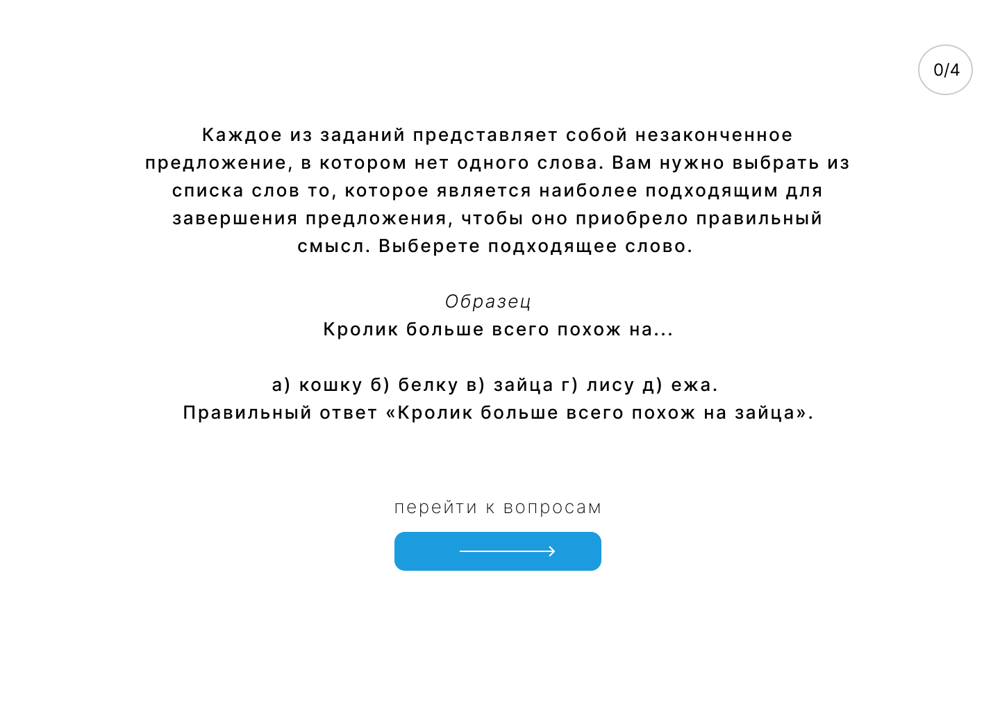 0/4
Каждое из заданий представляет собой незаконченное
предложение, в котором нет одного слова. Вам нужно выбрать из
списка слов то, которое является наиболее подходящим для
завершения предложения, чтобы оно приобрело правильный
смысл. Выберете подходящее слово.
Образец
Кролик больше всего похож на...
а) кошку б) белку в) зайца г) лису д) ежа.
Правильный ответ «Кролик больше всего похож на зайца».
перейти к вопросам